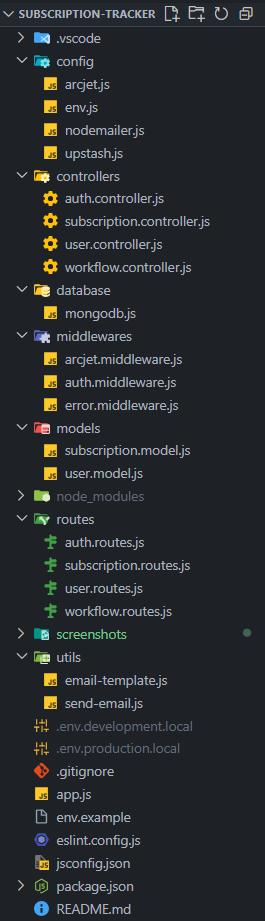 SUBSCRIPTION-TRACKER
.vscode
config
arcjet.js
env.js
nodemailer.js
upstash.js
controllers
auth.controller.js
subscription.controller.js
user.controller.js
workflow.controller.js
database
mongodb.js
middlewares
arcjet.middleware.js
auth.middleware.js
error.middleware.js
models
subscription.model.js
user.model.js
node_modules
routes
auth.routes.js
subscription.routes.js
user.routes.js
workflow.routes.js
screenshots
utils
email-template.js
send-email.js
.env.development.local
.env.production.local
.gitignore
app.js
env.example
eslint.config.js
jsconfig.json
package.json
README.md